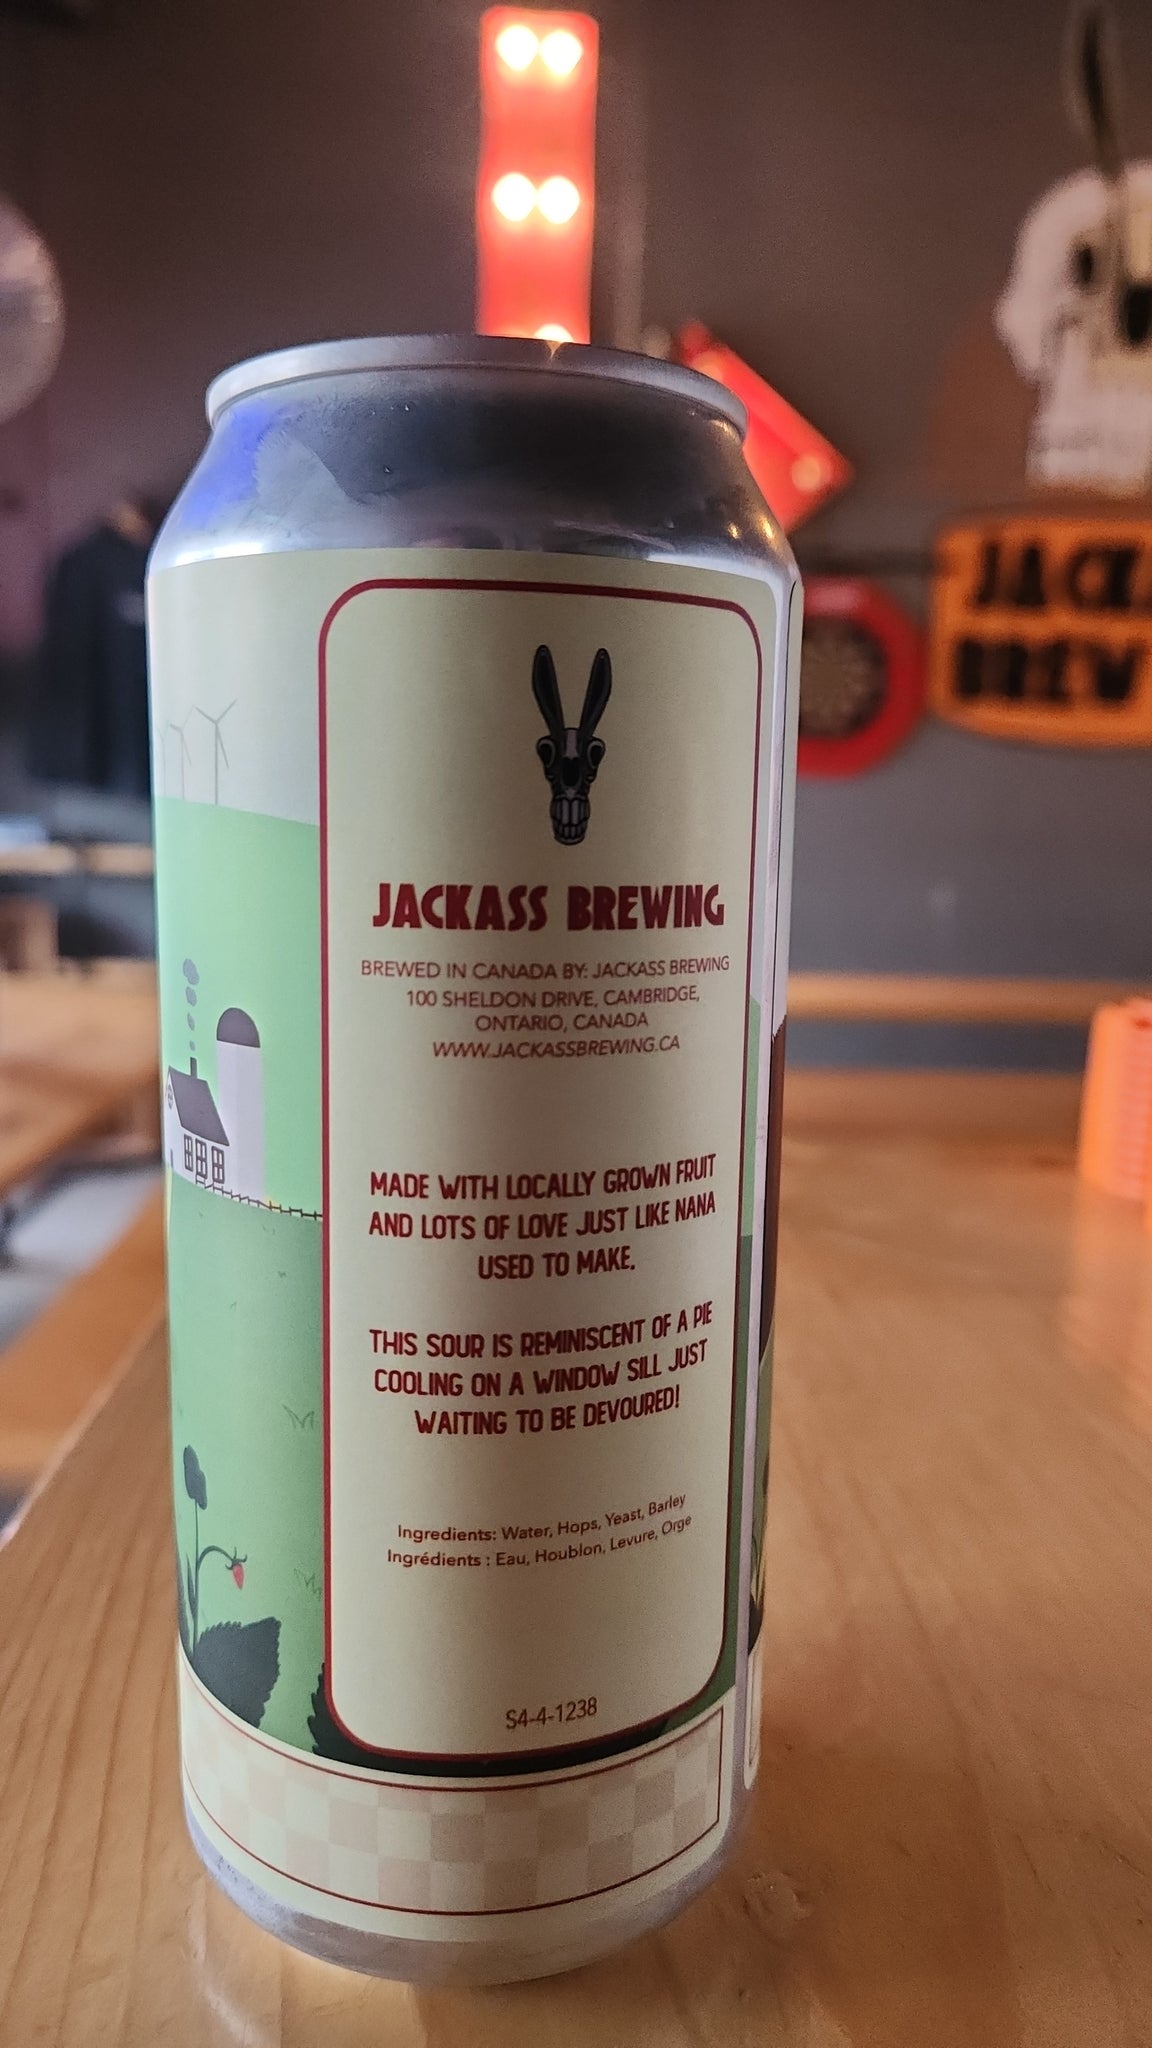 JACK
BREW
JACKASS BREWING
BREWED IN CANADA BY: JACKASS BREWING
100 SHELDON DRIVE, CAMBRIDGE,
ONTARIO, CANADA
WWW.JACKASSBREWING.CA
MADE WITH LOCALLY GROWN FRUIT
AND LOTS OF LOVE JUST LIKE NANA
USED TO MAKE.
THIS SOUR IS REMINISCENT OF A PIE
COOLING ON A WINDOW SILL JUST
WAITING TO BE DEVOURED!
Ingredients: Water, Hops, Yeast, Barley
Ingrédients : Eau, Houblon, Levure, Orge
S4-4-1238